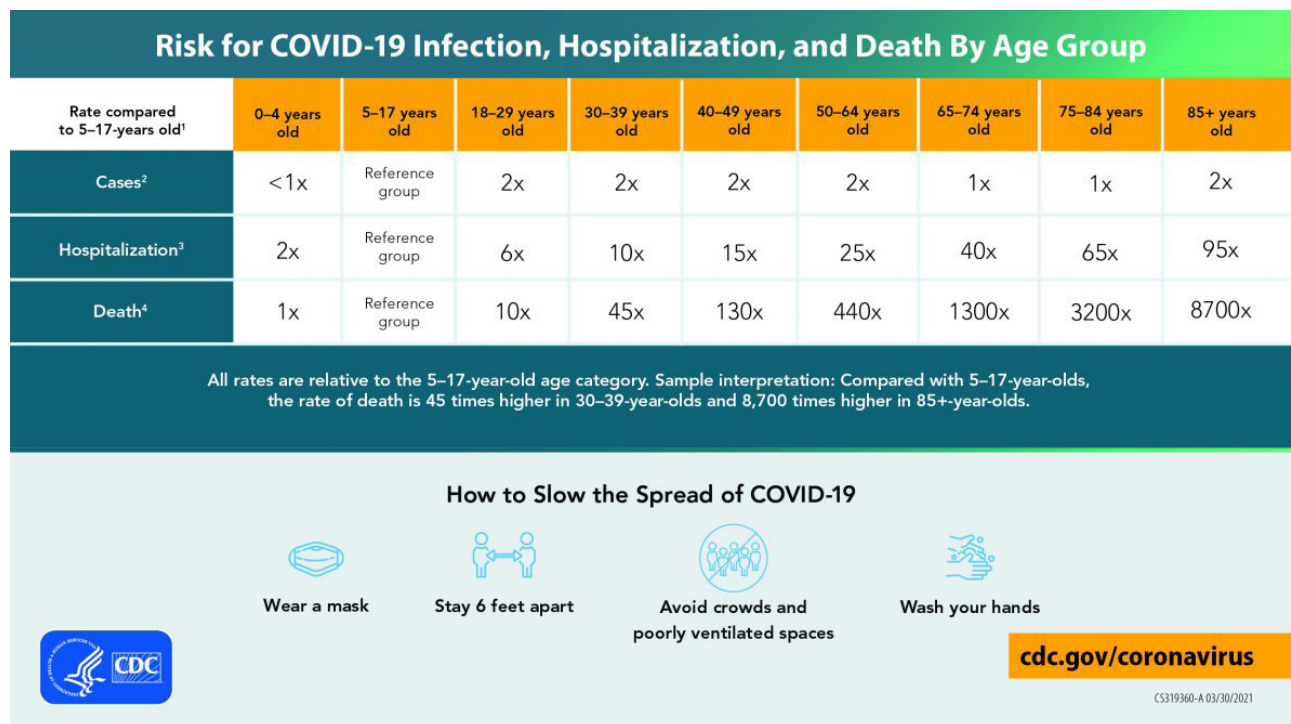 Risk for COVID-19 Infection, Hospitalization, and Death By Age Group
Rate compared
to 5–17-years old¹
0–4 years
old
5–17 years
old
18–29 years
old
30–39 years
old
40–49 years
old
50–64 years
old
65–74 years
old
75–84 years
old
85+ years
old
Cases²
<1x
Reference
group
2x
2x
2x
2x
1x
1x
2x
Hospitalization³
2x
Reference
group
6x
10x
15x
25x
40x
65x
95x
Death⁴
1x
Reference
group
10x
45x
130x
440x
1300x
3200x
8700x
All rates are relative to the 5–17-year-old age category. Sample interpretation: Compared with 5–17-year-olds,
the rate of death is 45 times higher in 30–39-year-olds and 8,700 times higher in 85+-year-olds.
How to Slow the Spread of COVID-19
Wear a mask
Stay 6 feet apart
Avoid crowds and
poorly ventilated spaces
Wash your hands
CDC
cdc.gov/coronavirus
CS319360-A 03/30/2021